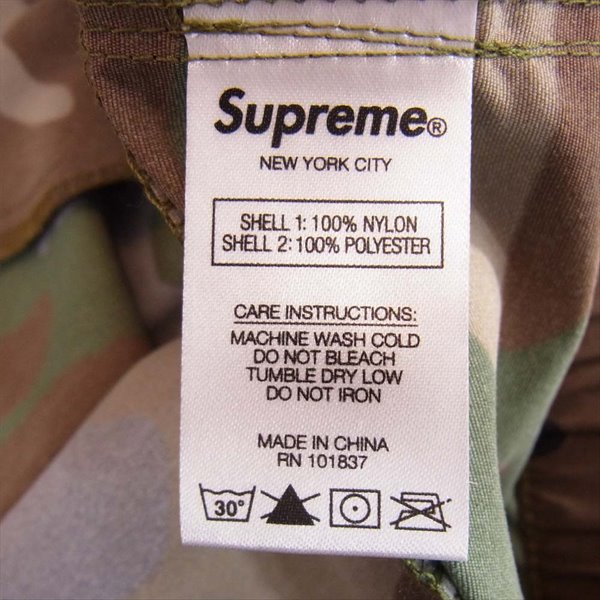 Supreme®
NEW YORK CITY
SHELL 1: 100% NYLON
SHELL 2: 100% POLYESTER
CARE INSTRUCTIONS:
MACHINE WASH COLD
DO NOT BLEACH
TUMBLE DRY LOW
DO NOT IRON
MADE IN CHINA
RN 101837
30°